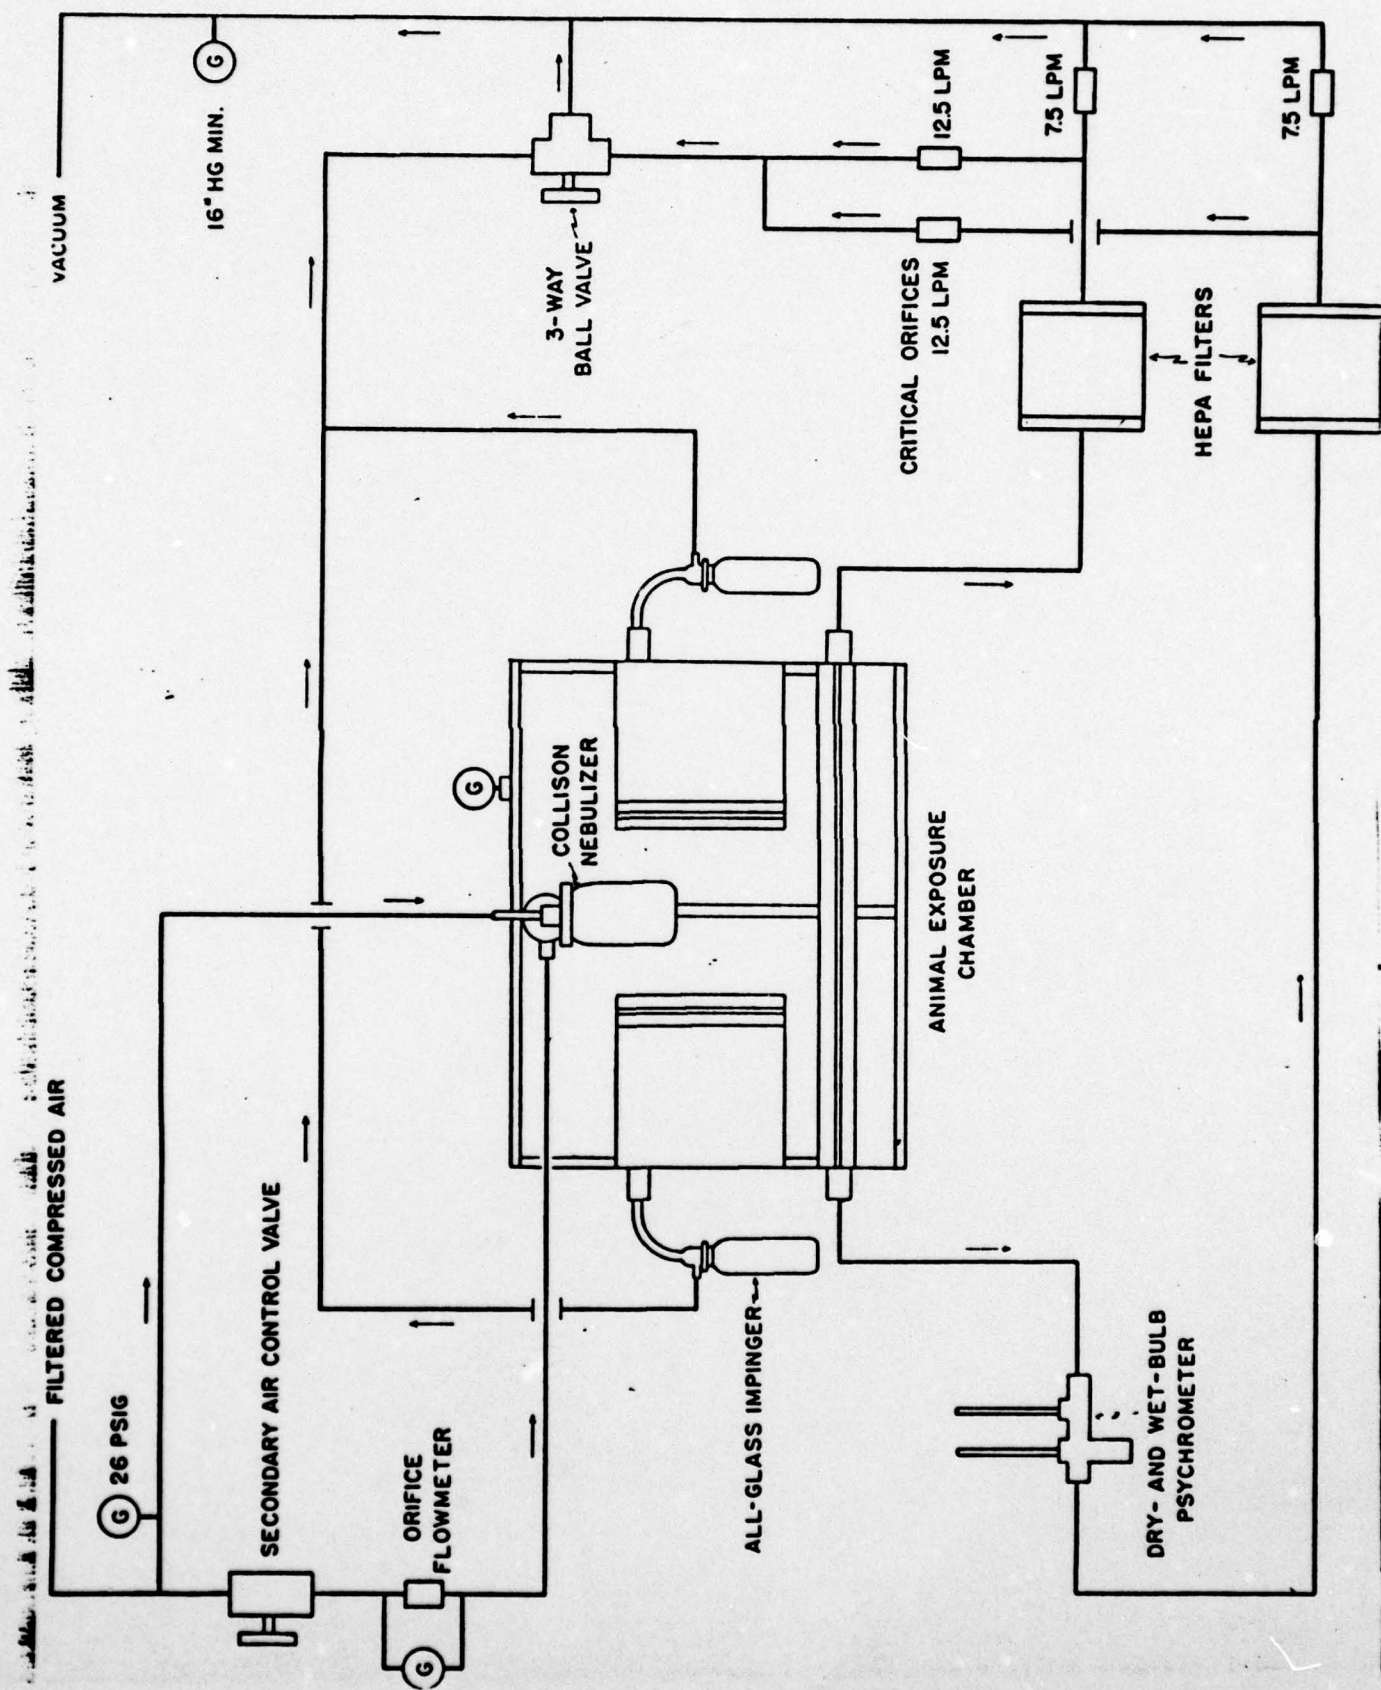 FILTERED COMPRESSED AIR
VACUUM
G 26 PSIG
G
16" HG MIN.
SECONDARY AIR CONTROL VALVE
G
ORIFICE
FLOWMETER
G
COLLISON
NEBULIZER
3-WAY
BALL VALVE
ALL-GLASS IMPINGER
ANIMAL EXPOSURE
CHAMBER
CRITICAL ORIFICES
12.5 LPM
12.5 LPM
7.5 LPM
DRY- AND WET-BULB
PSYCHROMETER
HEPA FILTERS
7.5 LPM